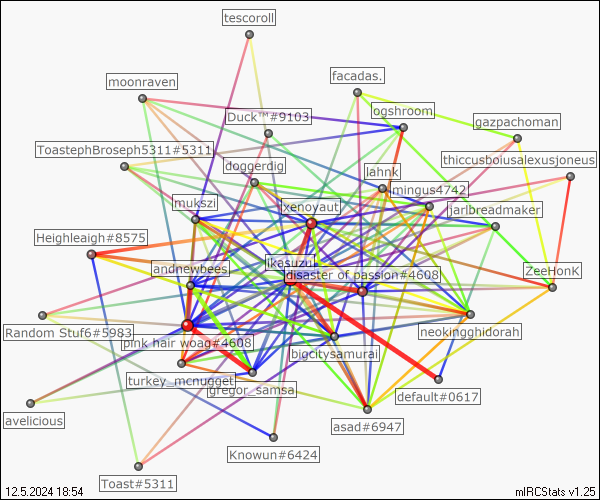 tescoroll
moonraven
facadas.
Duck™#9103
ogshroom
gazpachoman
ToastephBroseph5311#5311
thiccusbousalexusjoneus
doggerdig
lahnk
mingus4742
mukszi
xenoyaut
jarlbreadmaker
Heighleaigh#8575
ikasuzu
andnewbees
disaster of passion#4608
ZeeHonK
Random Stuf6#5983
pink hair woag#4608
neokingghidorah
bigcitysamurai
turkey_mcnugget
gregor_samsa
default#0617
avelicious
asad#6947
Knowun#6424
Toast#5311
12.5.2024 18:54
mIRCStats v1.25